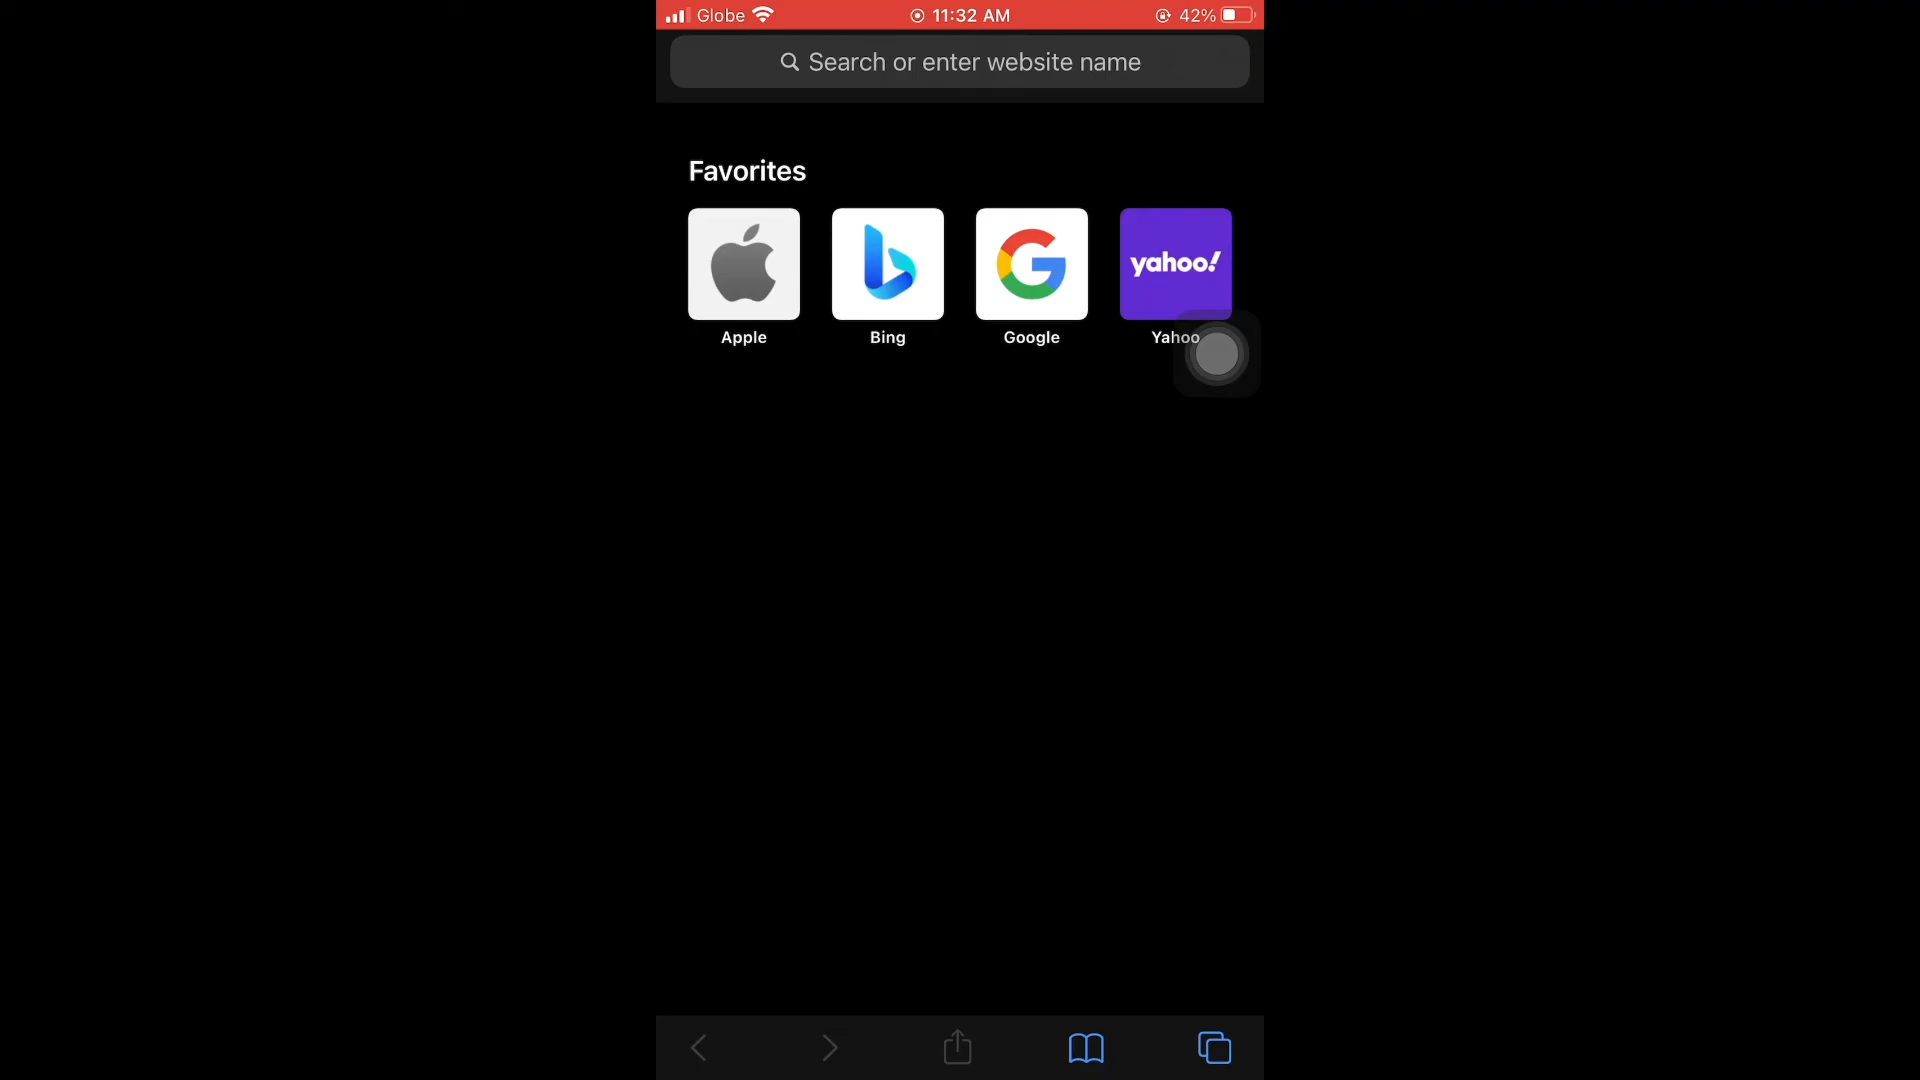 Globe 11:32 AM 42%
Search or enter website name
Favorites
yahoo!
Apple Bing Google Yahoo